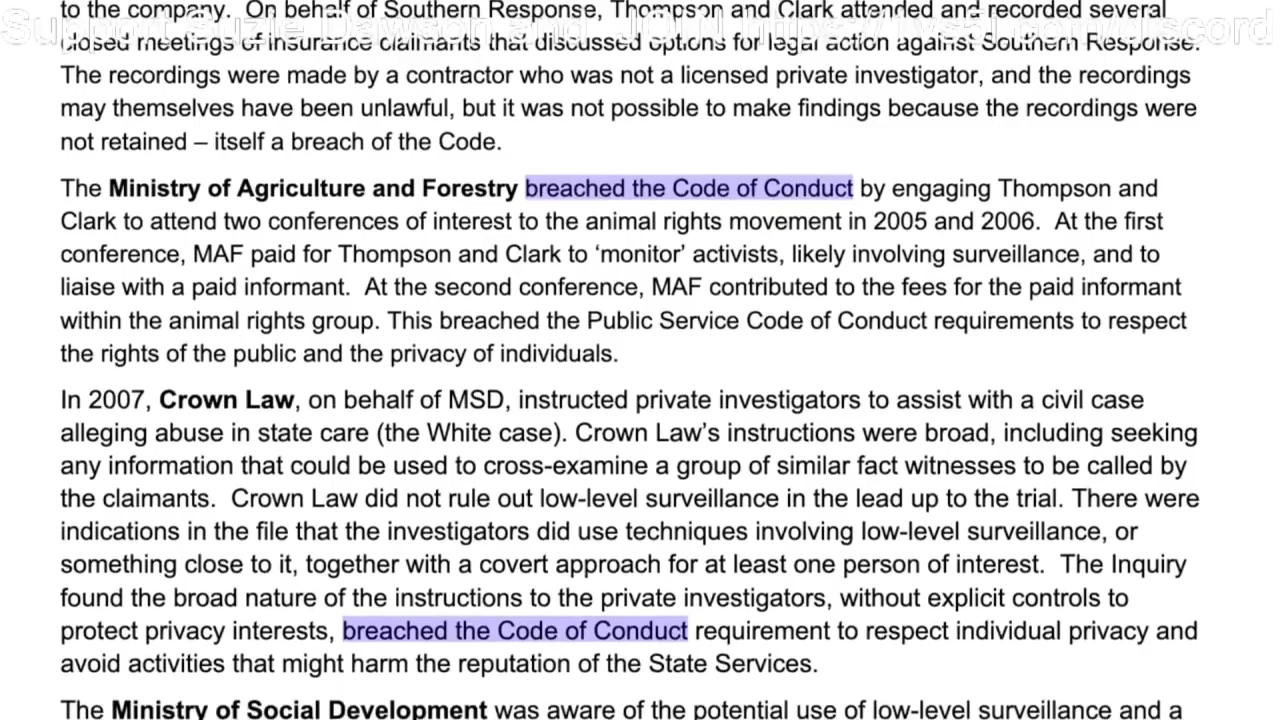 to the company.  On behalf of Southern Response, Thompson and Clark attended and recorded several
Support Suzie Dawson and JOIN https://1vsg1.com/discord
closed meetings of insurance claimants that discussed options for legal action against Southern Response.
The recordings were made by a contractor who was not a licensed private investigator, and the recordings
may themselves have been unlawful, but it was not possible to make findings because the recordings were
not retained – itself a breach of the Code.
The Ministry of Agriculture and Forestry breached the Code of Conduct by engaging Thompson and
Clark to attend two conferences of interest to the animal rights movement in 2005 and 2006.  At the first
conference, MAF paid for Thompson and Clark to ‘monitor’ activists, likely involving surveillance, and to
liaise with a paid informant.  At the second conference, MAF contributed to the fees for the paid informant
within the animal rights group. This breached the Public Service Code of Conduct requirements to respect
the rights of the public and the privacy of individuals.
In 2007, Crown Law, on behalf of MSD, instructed private investigators to assist with a civil case
alleging abuse in state care (the White case). Crown Law’s instructions were broad, including seeking
any information that could be used to cross-examine a group of similar fact witnesses to be called by
the claimants.  Crown Law did not rule out low-level surveillance in the lead up to the trial. There were
indications in the file that the investigators did use techniques involving low-level surveillance, or
something close to it, together with a covert approach for at least one person of interest.  The Inquiry
found the broad nature of the instructions to the private investigators, without explicit controls to
protect privacy interests, breached the Code of Conduct requirement to respect individual privacy and
avoid activities that might harm the reputation of the State Services.
The Ministry of Social Development was aware of the potential use of low-level surveillance and a